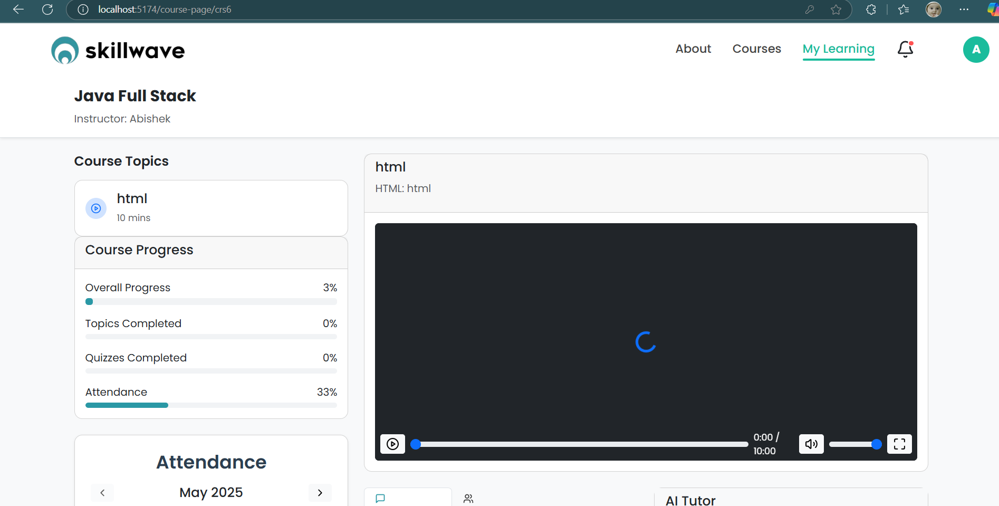 localhost:5174/course-page/crs6
skillwave
About
Courses
My Learning
A
Java Full Stack
Instructor: Abishek
Course Topics
html
10 mins
Course Progress
Overall Progress 3%
Topics Completed 0%
Quizzes Completed 0%
Attendance 33%
Attendance
May 2025
html
HTML: html
0:00 /
10:00
AI Tutor